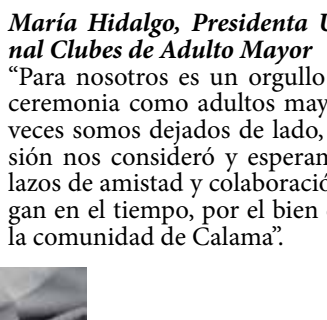 María Hidalgo, Presidenta
nal Clubes de Adulto Mayor
“Para nosotros es un orgullo
ceremonia como adultos may
veces somos dejados de lado,
sión nos consideró y esperan
lazos de amistad y colaboració
gan en el tiempo, por el bien
la comunidad de Calama”.